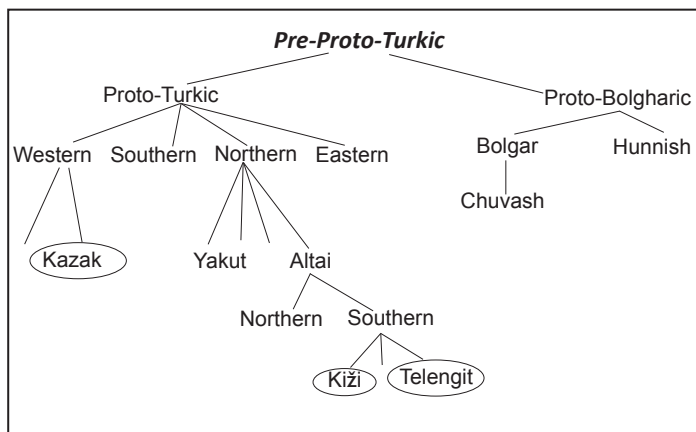 Pre-Proto-Turkic
Proto-Turkic Proto-Bolgharic
Western Southern Northern Eastern Bolgar Hunnish
Chuvash
Kazak Yakut Altai
Northern Southern
Kiži Telengit